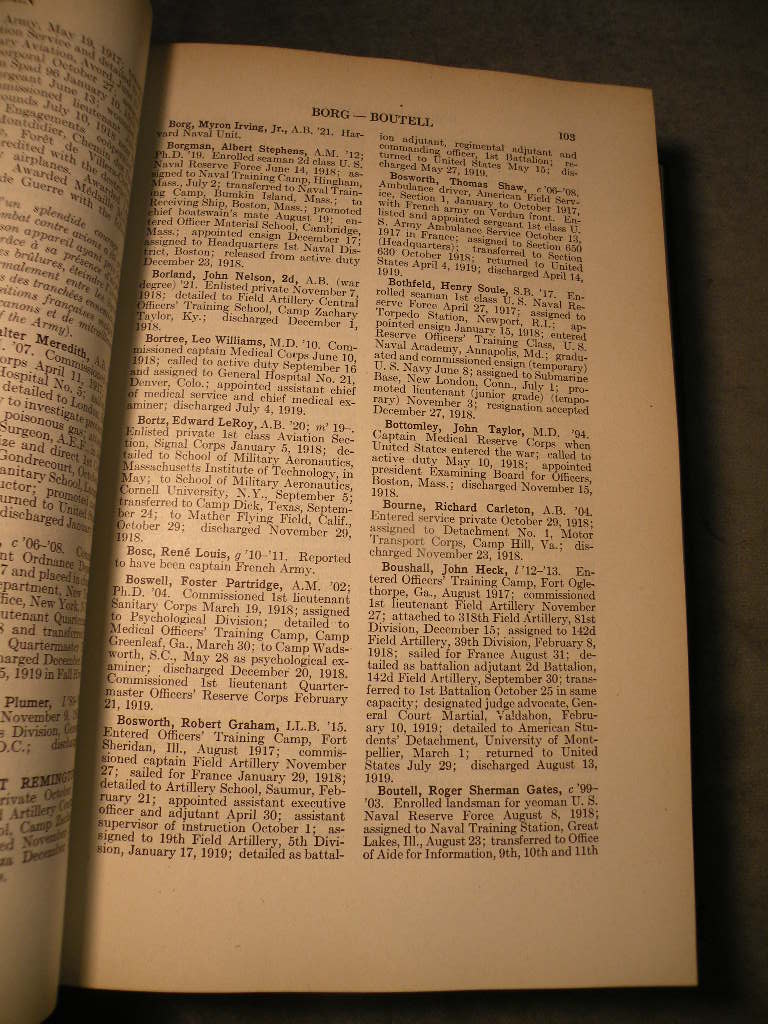 Army, May 19, 1917.
BORG — BOUTELL
103
Borg, Myron Irving, Jr., A.B. '21. Har-
vard Naval Unit.
Borgman, Albert Stephens, A.M. '12;
Ph.D. '19. Enrolled seaman 2d class U. S.
Naval Reserve Force June 14, 1918; as-
signed to Naval Training Camp, Hingham,
Mass., July 2; transferred to Naval Train-
ing Camp, Bumkin Island, Mass.; to
Receiving Ship, Boston, Mass.; promoted
chief boatswain's mate August 19; en-
tered Officer Material School, Cambridge,
Mass.; appointed ensign December 17;
assigned to Headquarters 1st Naval Dis-
trict, Boston; released from active duty
December 23, 1918.
Borland, John Nelson, 2d, A.B. (war
degree) '21. Enlisted private November 7,
1918; detailed to Field Artillery Central
Officers' Training School, Camp Zachary
Taylor, Ky.; discharged December 1,
1918.
Bortree, Leo Williams, M.D. '10. Com-
missioned captain Medical Corps June 10,
1918; called to active duty September 16
and assigned to General Hospital No. 21,
Denver, Colo.; appointed assistant chief
of medical service and chief medical ex-
aminer; discharged July 4, 1919.
Bortz, Edward LeRoy, A.B. '20; m' 19–.
Enlisted private 1st class Aviation Sec-
tion, Signal Corps January 5, 1918; de-
tailed to School of Military Aeronautics,
Massachusetts Institute of Technology, in
May; to School of Military Aeronautics,
Cornell University, N.Y., September 5;
transferred to Camp Dick, Texas, Septem-
ber 24; to Mather Flying Field, Calif.,
October 29; discharged November 29,
1918.
Bosc, René Louis, g '10–'11. Reported
to have been captain French Army.
Boswell, Foster Partridge, A.M. '02;
Ph.D. '04. Commissioned 1st lieutenant
Sanitary Corps March 19, 1918; assigned
to Psychological Division; detailed to
Medical Officers' Training Camp, Camp
Greenleaf, Ga., March 30; to Camp Wads-
worth, S.C., May 28 as psychological ex-
aminer; discharged December 20, 1918.
Commissioned 1st lieutenant Quarter-
master Officers' Reserve Corps February
21, 1919.
Bosworth, Robert Graham, LL.B. '15.
Entered Officers' Training Camp, Fort
Sheridan, Ill., August 1917; commis-
sioned captain Field Artillery November
27; sailed for France January 29, 1918;
detailed to Artillery School, Saumur, Feb-
ruary 21; appointed assistant executive
officer and adjutant April 30; assistant
supervisor of instruction October 1; as-
signed to 19th Field Artillery, 5th Divi-
sion, January 17, 1919; detailed as battal-
ion adjutant, regimental adjutant and
commanding officer, 1st Battalion; re-
turned to United States May 15; dis-
charged May 27, 1919.
Bosworth, Thomas Shaw, c '06–'08.
Ambulance driver, American Field Serv-
ice, Section 1, January to October 1917,
with French army on Verdun front. En-
listed and appointed sergeant 1st class U.
S. Army Ambulance Service October 13,
1917 in France; assigned to Section 650
(Headquarters); transferred to Section
630 October 1918; returned to United
States April 4, 1919; discharged April 14,
1919.
Bothfeld, Henry Soule, S.B. '17. En-
rolled seaman 1st class U. S. Naval Re-
serve Force April 27, 1917; assigned to
Torpedo Station, Newport, R.I.; ap-
pointed ensign January 15, 1918; entered
Reserve Officers' Training Class, U. S.
Naval Academy, Annapolis, Md.; gradu-
ated and commissioned ensign (temporary)
U. S. Navy June 8; assigned to Submarine
Base, New London, Conn., July 1; pro-
moted lieutenant (junior grade) (tempo-
rary) November 3; resignation accepted
December 27, 1918.
Bottomley, John Taylor, M.D. '94.
Captain Medical Reserve Corps when
United States entered the war; called to
active duty May 10, 1918; appointed
president Examining Board for Officers,
Boston, Mass.; discharged November 15,
1918.
Bourne, Richard Carleton, A.B. '04.
Entered service private October 29, 1918;
assigned to Detachment No. 1, Motor
Transport Corps, Camp Hill, Va.; dis-
charged November 23, 1918.
Boushall, John Heck, l '12–'13. En-
tered Officers' Training Camp, Fort Ogle-
thorpe, Ga., August 1917; commissioned
1st lieutenant Field Artillery November
27; attached to 318th Field Artillery, 81st
Division, December 15; assigned to 142d
Field Artillery, 39th Division, February 8,
1918; sailed for France August 31; de-
tailed as battalion adjutant 2d Battalion,
142d Field Artillery, September 30; trans-
ferred to 1st Battalion October 25 in same
capacity; designated judge advocate, Gen-
eral Court Martial, Valdahon, Febru-
ary 10, 1919; detailed to American Stu-
dents' Detachment, University of Mont-
pellier, March 1; returned to United
States July 29; discharged August 13,
1919.
Boutell, Roger Sherman Gates, c '99–
'03. Enrolled landsman for yeoman U. S.
Naval Reserve Force August 8, 1918;
assigned to Naval Training Station, Great
Lakes, Ill., August 23; transferred to Office
of Aide for Information, 9th, 10th and 11th